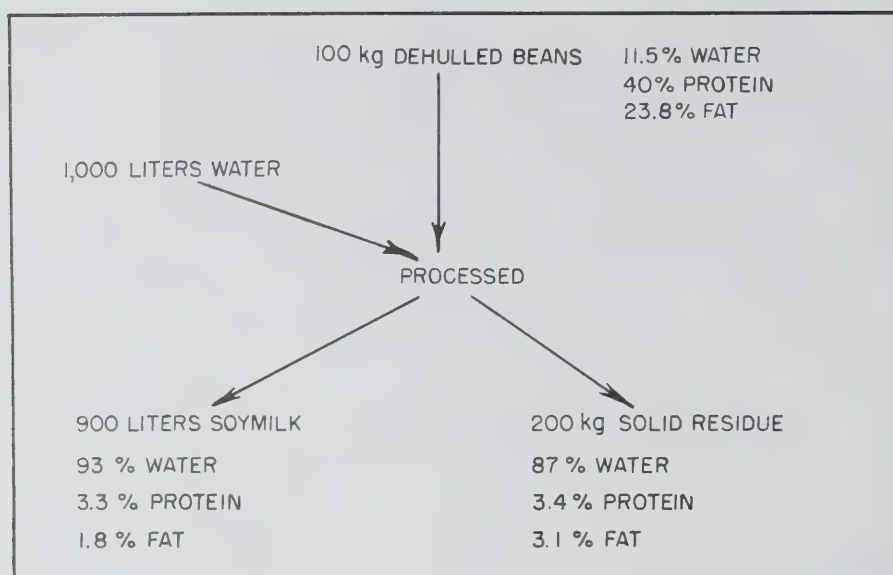 100 kg DEHULLED BEANS
11.5% WATER
40% PROTEIN
23.8% FAT
1,000 LITERS WATER
PROCESSED
900 LITERS SOYMILK
93 % WATER
3.3 % PROTEIN
1.8 % FAT
200 kg SOLID RESIDUE
87 % WATER
3.4 % PROTEIN
3.1 % FAT